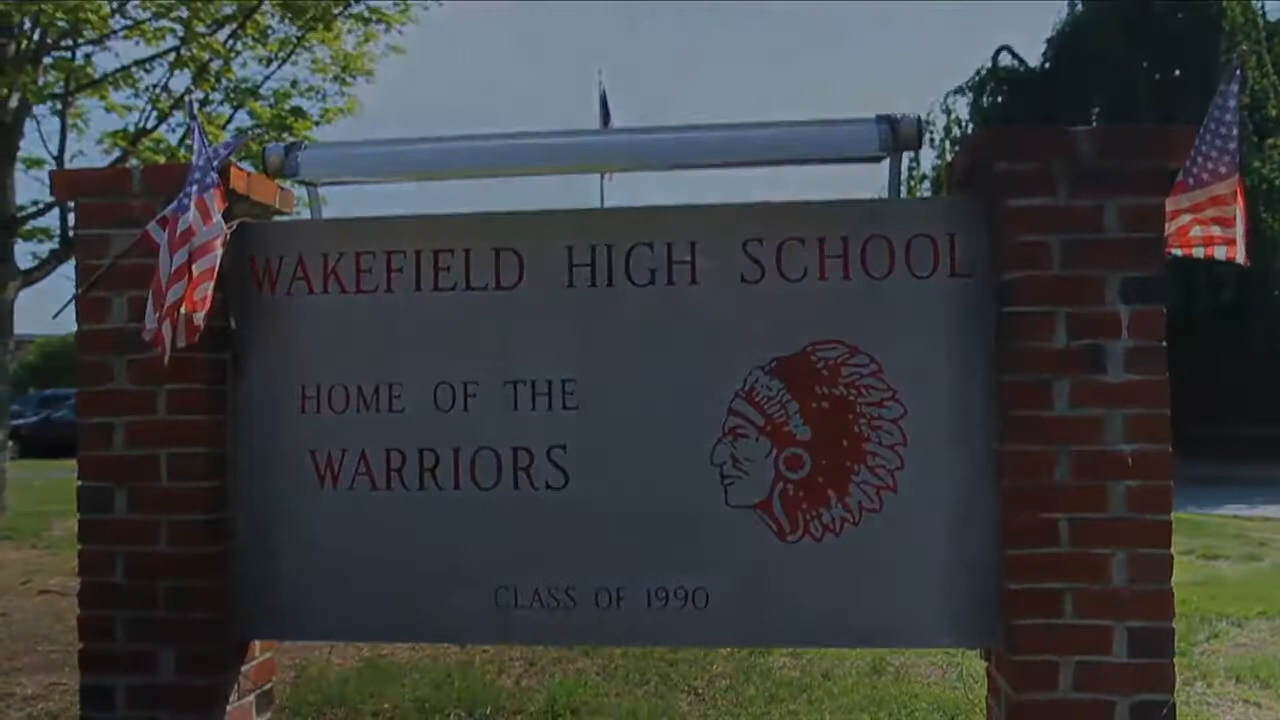 WAKEFIELD HIGH SCHOOL
HOME OF THE
WARRIORS
CLASS OF 1990